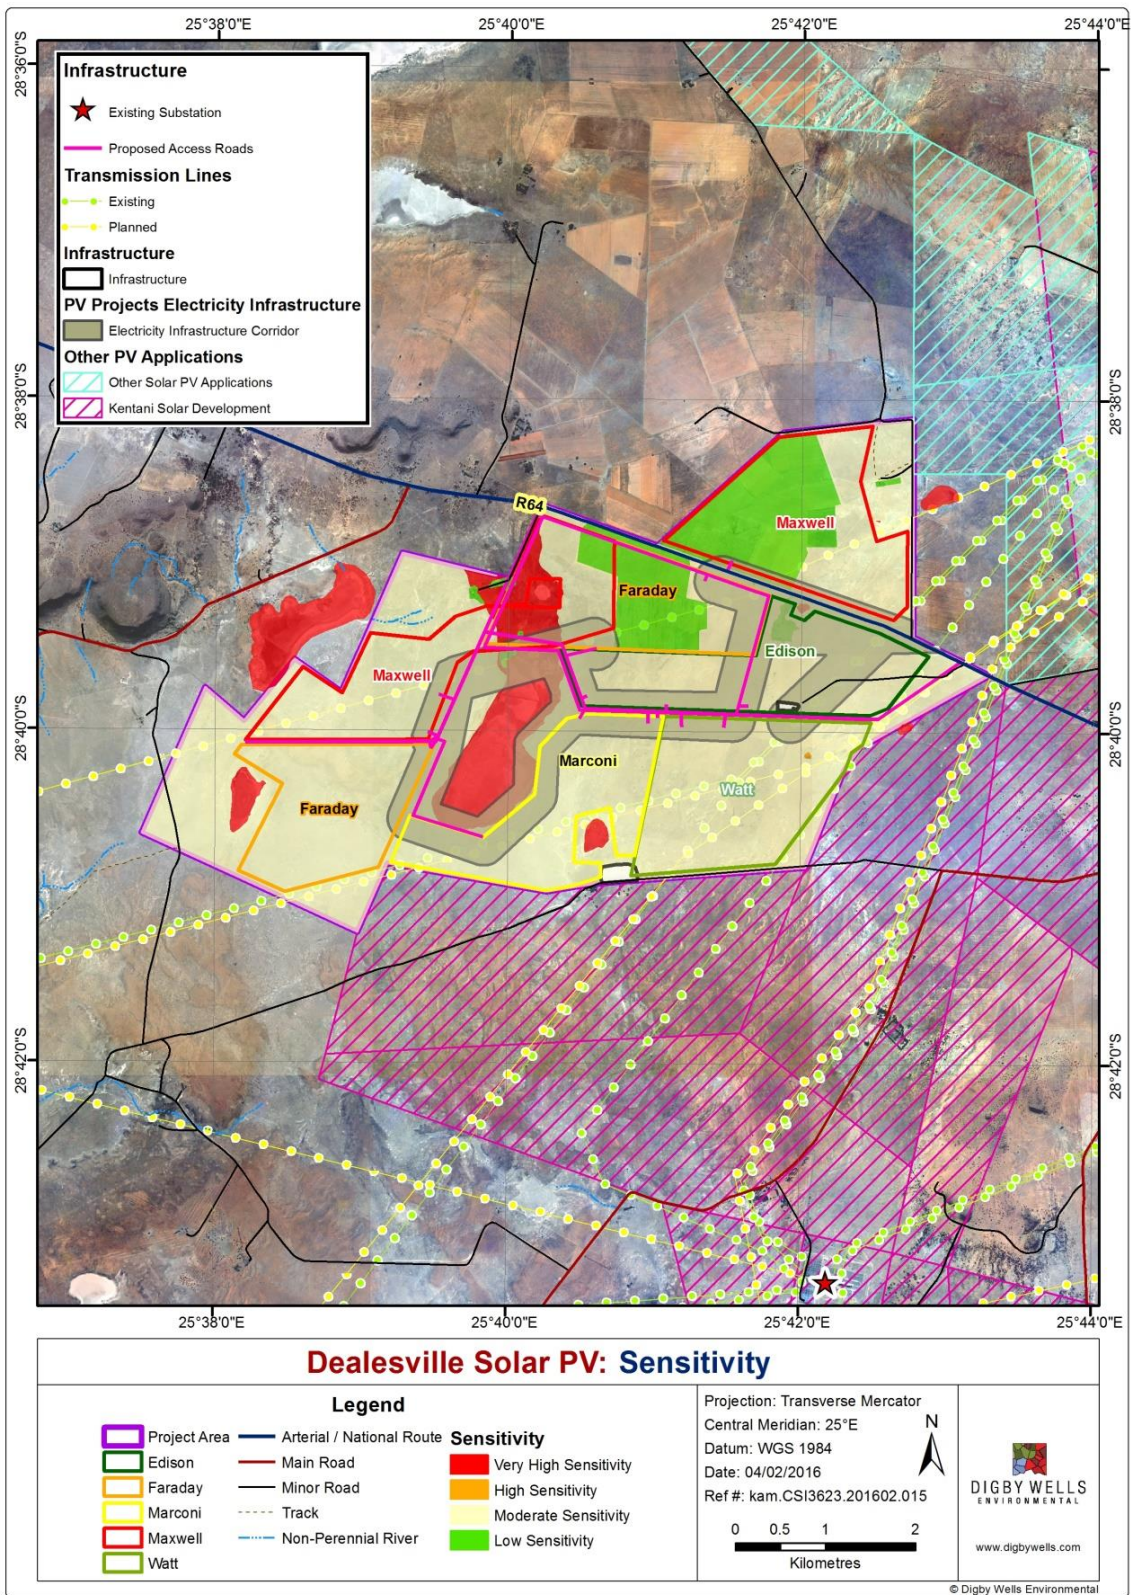 25°38'0"E 25°40'0"E 25°42'0"E 25°44'0"E
28°36'0"S
28°38'0"S
28°40'0"S
28°42'0"S
28°38'0"S
28°40'0"S
28°42'0"S
Infrastructure
Existing Substation
Proposed Access Roads
Transmission Lines
Existing
Planned
Infrastructure
Infrastructure
PV Projects Electricity Infrastructure
Electricity Infrastructure Corridor
Other PV Applications
Other Solar PV Applications
Kentani Solar Development
R64
Maxwell
Faraday
Edison
Maxwell
Marconi
Watt
Faraday
25°38'0"E 25°40'0"E 25°42'0"E 25°44'0"E
Dealesville Solar PV: Sensitivity
Legend
Project Area
Edison
Faraday
Marconi
Maxwell
Watt
Arterial / National Route
Main Road
Minor Road
Track
Non-Perennial River
Sensitivity
Very High Sensitivity
High Sensitivity
Moderate Sensitivity
Low Sensitivity
Projection: Transverse Mercator
Central Meridian: 25°E
Datum: WGS 1984
Date: 04/02/2016
Ref #: kam.CSI3623.201602.015
N
0 0.5 1 2
Kilometres
DIGBY WELLS
ENVIRONMENTAL
www.digbywells.com
© Digby Wells Environmental